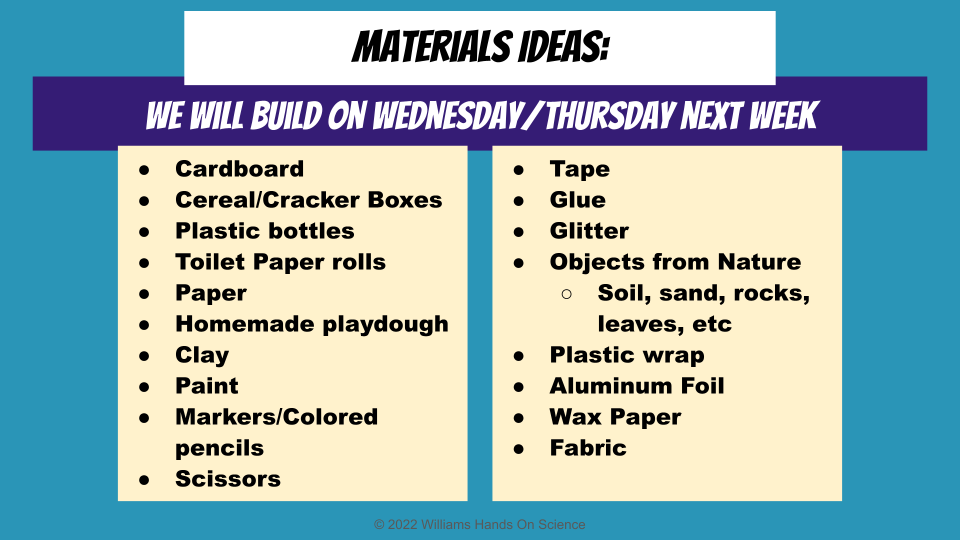 MATERIALS IDEAS:
WE WILL BUILD ON WEDNESDAY/THURSDAY NEXT WEEK
● Cardboard
● Cereal/Cracker Boxes
● Plastic bottles
● Toilet Paper rolls
● Paper
● Homemade playdough
● Clay
● Paint
● Markers/Colored
pencils
● Scissors
● Tape
● Glue
● Glitter
● Objects from Nature
○ Soil, sand, rocks,
leaves, etc
● Plastic wrap
● Aluminum Foil
● Wax Paper
● Fabric
© 2022 Williams Hands On Science